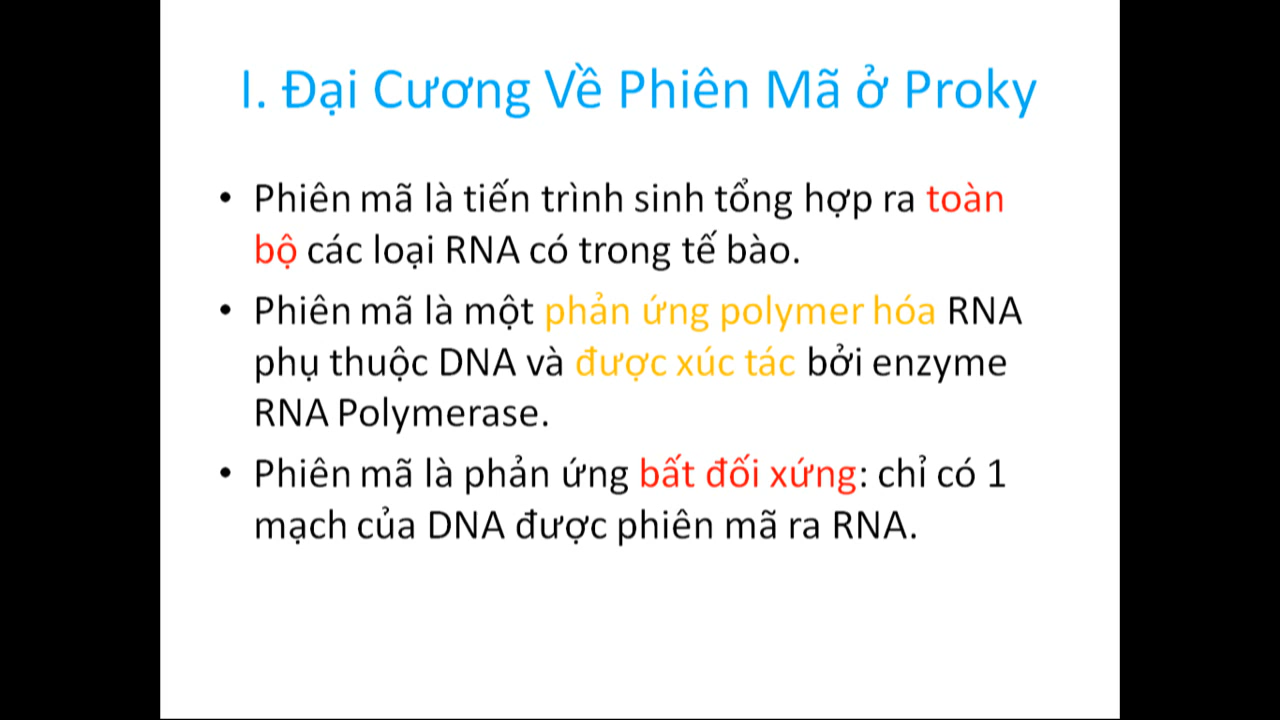 I. Đại Cương Về Phiên Mã ở Proky
• Phiên mã là tiến trình sinh tổng hợp ra toàn
bộ các loại RNA có trong tế bào.
• Phiên mã là một phản ứng polymer hóa RNA
phụ thuộc DNA và được xúc tác bởi enzyme
RNA Polymerase.
• Phiên mã là phản ứng bất đối xứng: chỉ có 1
mạch của DNA được phiên mã ra RNA.